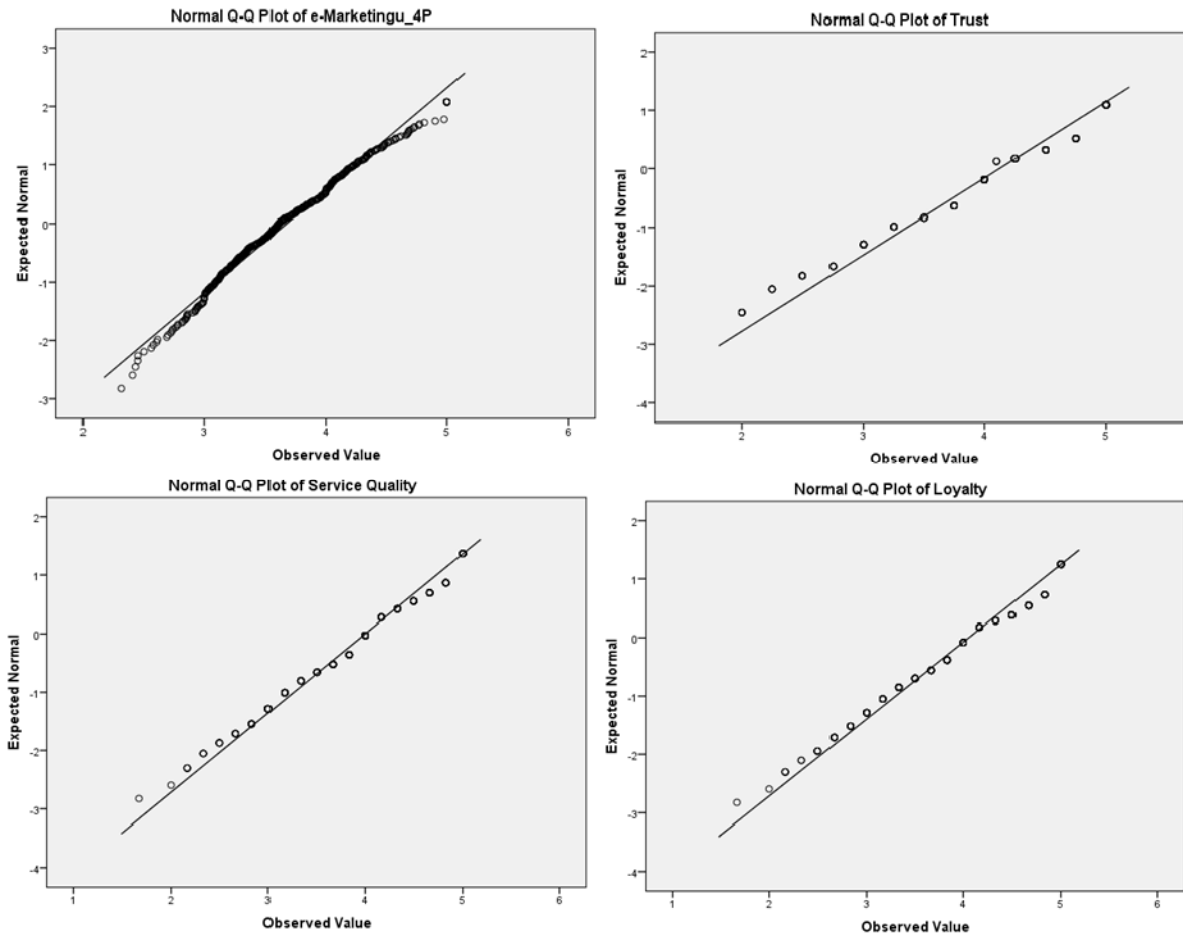 Normal Q-Q Plot of e-Marketingu_4P
3
2
1
0
-1
-2
-3
Expected Normal
2 3 4 5 6
Observed Value
Normal Q-Q Plot of Trust
2
1
0
-1
-2
-3
-4
Expected Normal
2 3 4 5
Observed Value
Normal Q-Q Plot of Service Quality
2
1
0
-1
-2
-3
-4
Expected Normal
1 2 3 4 5 6
Observed Value
Normal Q-Q Plot of Loyalty
2
1
0
-1
-2
-3
-4
Expected Normal
1 2 3 4 5 6
Observed Value